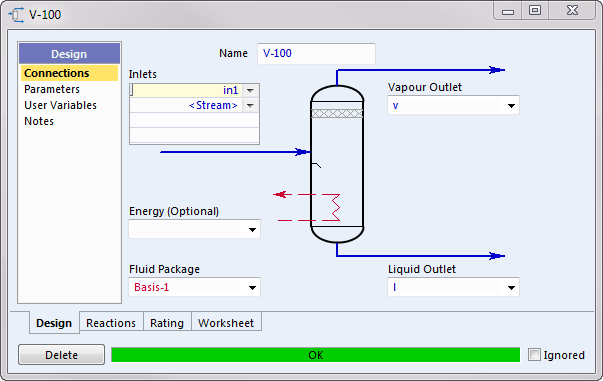 V-100
Design
Connections
Parameters
User Variables
Notes
Name V-100
Inlets
in1
<Stream>
Vapour Outlet
v
Energy (Optional)
Fluid Package
Basis-1
Liquid Outlet
l
Design Reactions Rating Worksheet
Delete OK Ignored